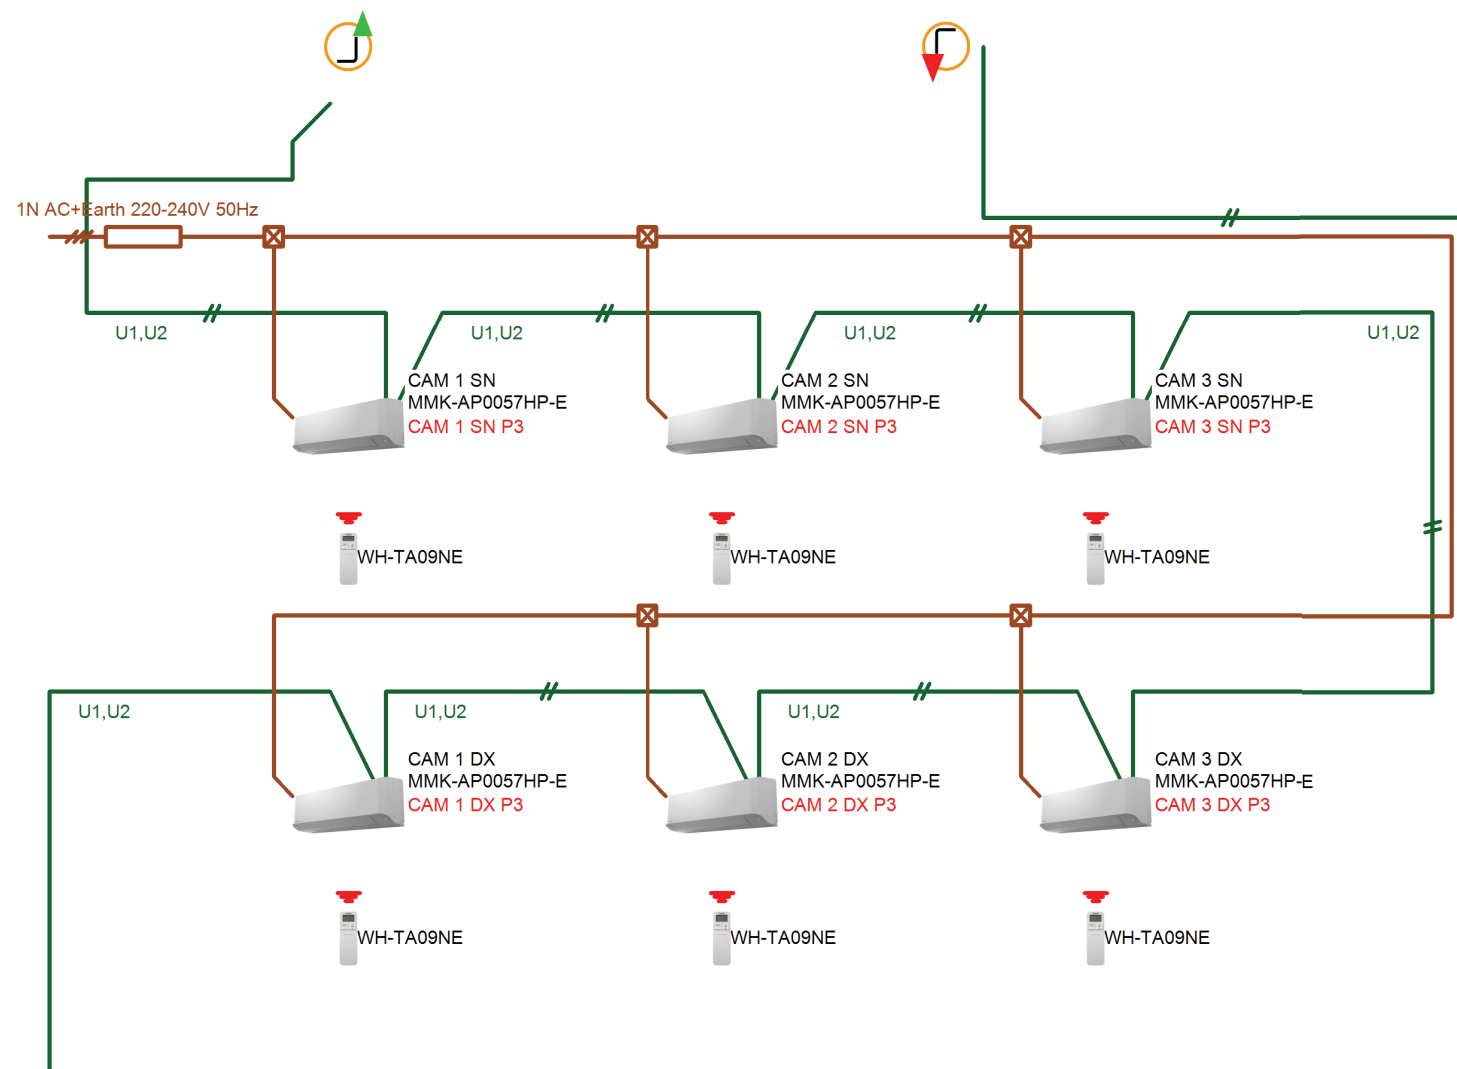 1N AC+Earth 220-240V 50Hz
U1,U2
U1,U2
U1,U2
U1,U2
CAM 1 SN
MMK-AP0057HP-E
CAM 1 SN P3
CAM 2 SN
MMK-AP0057HP-E
CAM 2 SN P3
CAM 3 SN
MMK-AP0057HP-E
CAM 3 SN P3
WH-TA09NE
WH-TA09NE
WH-TA09NE
U1,U2
U1,U2
U1,U2
CAM 1 DX
MMK-AP0057HP-E
CAM 1 DX P3
CAM 2 DX
MMK-AP0057HP-E
CAM 2 DX P3
CAM 3 DX
MMK-AP0057HP-E
CAM 3 DX P3
WH-TA09NE
WH-TA09NE
WH-TA09NE